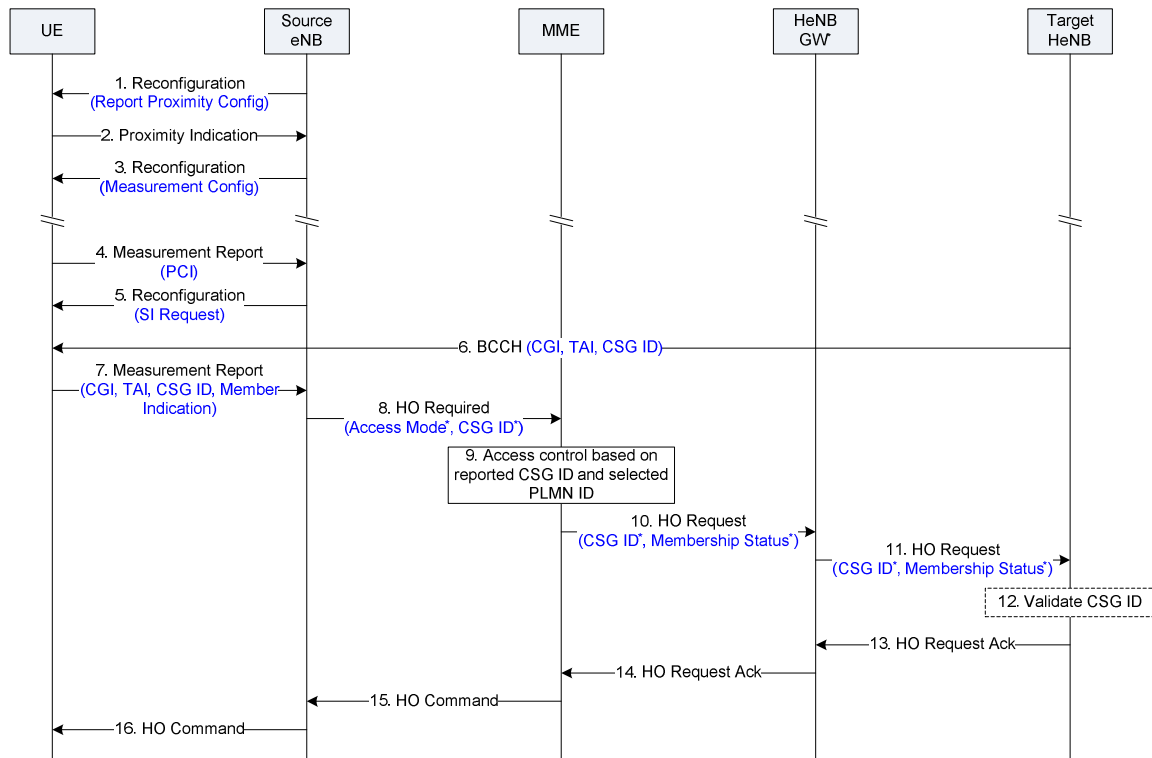 UE
Source
eNB
MME
HeNB
GW*
Target
HeNB
1. Reconfiguration
(Report Proximity Config)
2. Proximity Indication
3. Reconfiguration
(Measurement Config)
4. Measurement Report
(PCI)
5. Reconfiguration
(SI Request)
6. BCCH (CGI, TAI, CSG ID)
7. Measurement Report
(CGI, TAI, CSG ID, Member
Indication)
8. HO Required
(Access Mode*, CSG ID*)
9. Access control based on
reported CSG ID and selected
PLMN ID
10. HO Request
(CSG ID*, Membership Status*)
11. HO Request
(CSG ID*, Membership Status*)
12. Validate CSG ID
13. HO Request Ack
14. HO Request Ack
15. HO Command
16. HO Command